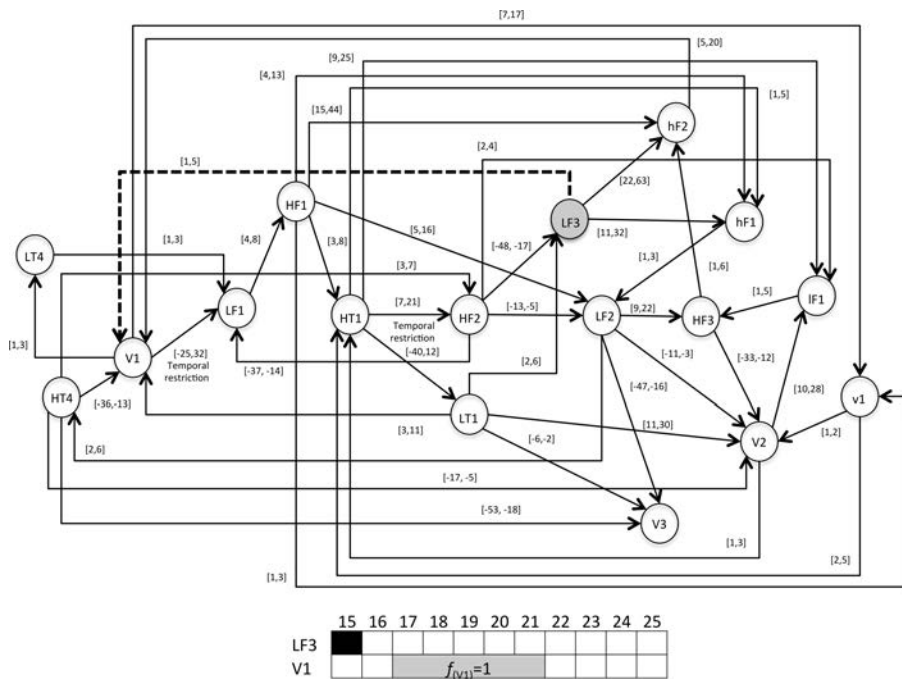 [7,17]
[9,25]
[5,20]
[4,13]
[1,5]
[15,44]
hF2
[2,4]
[1,5]
[22,63]
HF1
LF3
hF1
[5,16]
[11,32]
[1,3]
[4,8]
[3,8]
[-48, -17]
LT4
[3,7]
[1,3]
[1,6]
LF1
HT1
[7,21]
HF2
[-13,-5]
LF2
[9,22]
HF3
[1,5]
lF1
Temporal
restriction
[1,3]
V1
[-25,32]
Temporal
restriction
[-37, -14]
[-40,12]
[-33,-12]
[-11,-3]
HT4
[-36,-13]
[2,6]
[-47,-16]
[10,28]
v1
LT1
[3,11]
[-6,-2]
[11,30]
V2
[1,2]
[2,6]
[-17, -5]
[-53, -18]
V3
[1,3]
[2,5]
[1,3]
15 16 17 18 19 20 21 22 23 24 25
LF3
V1 f(V1)=1